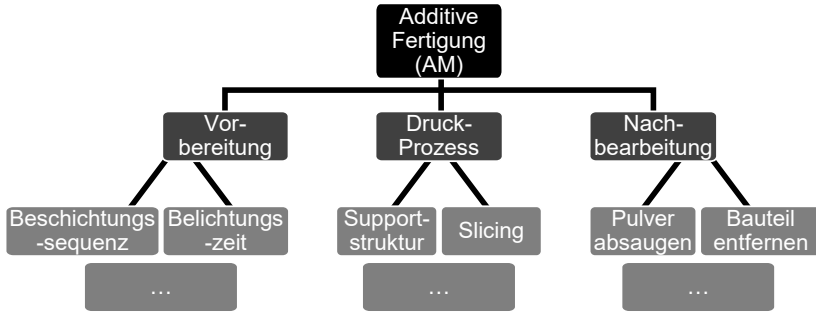 Additive
Fertigung
(AM)
Vor-
bereitung
Druck-
Prozess
Nach-
bearbeitung
Beschichtungs
-sequenz
Belichtungs
-zeit
Support-
struktur
Slicing
Pulver
absaugen
Bauteil
entfernen
...
...
...